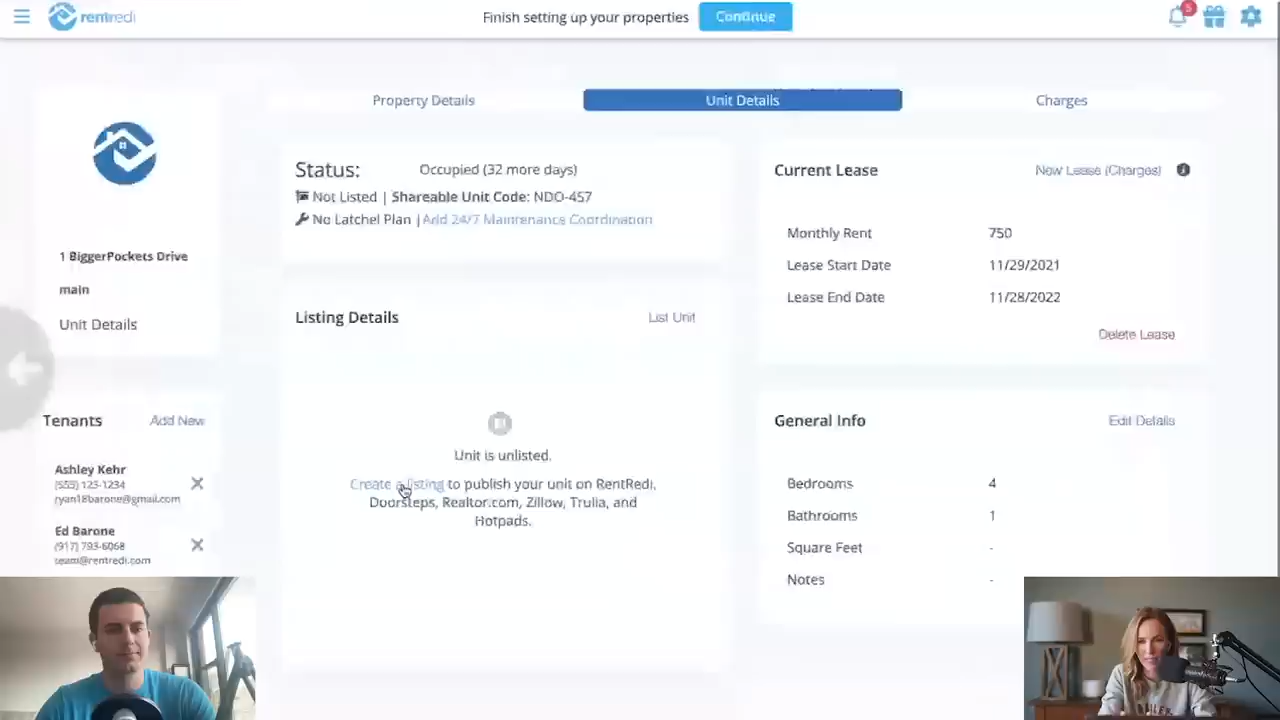 rentredi
Finish setting up your properties
Continue
5
Property Details
Unit Details
Charges
1 BiggerPockets Drive
main
Unit Details
Tenants
Add New
Ashley Kehr
(555) 123-1234
ryan18barone@gmail.com
Ed Barone
(917) 793-6068
team@rentredi.com
Status:
Occupied (32 more days)
Not Listed | Shareable Unit Code: NDO-457
No Latchel Plan | Add 24/7 Maintenance Coordination
Listing Details
List Unit
Unit is unlisted.
Create a listing to publish your unit on RentRedi,
Doorsteps, Realtor.com, Zillow, Trulia, and
Hotpads.
Current Lease
New Lease (Charges)
Monthly Rent 750
Lease Start Date 11/29/2021
Lease End Date 11/28/2022
Delete Lease
General Info
Edit Details
Bedrooms 4
Bathrooms 1
Square Feet -
Notes -